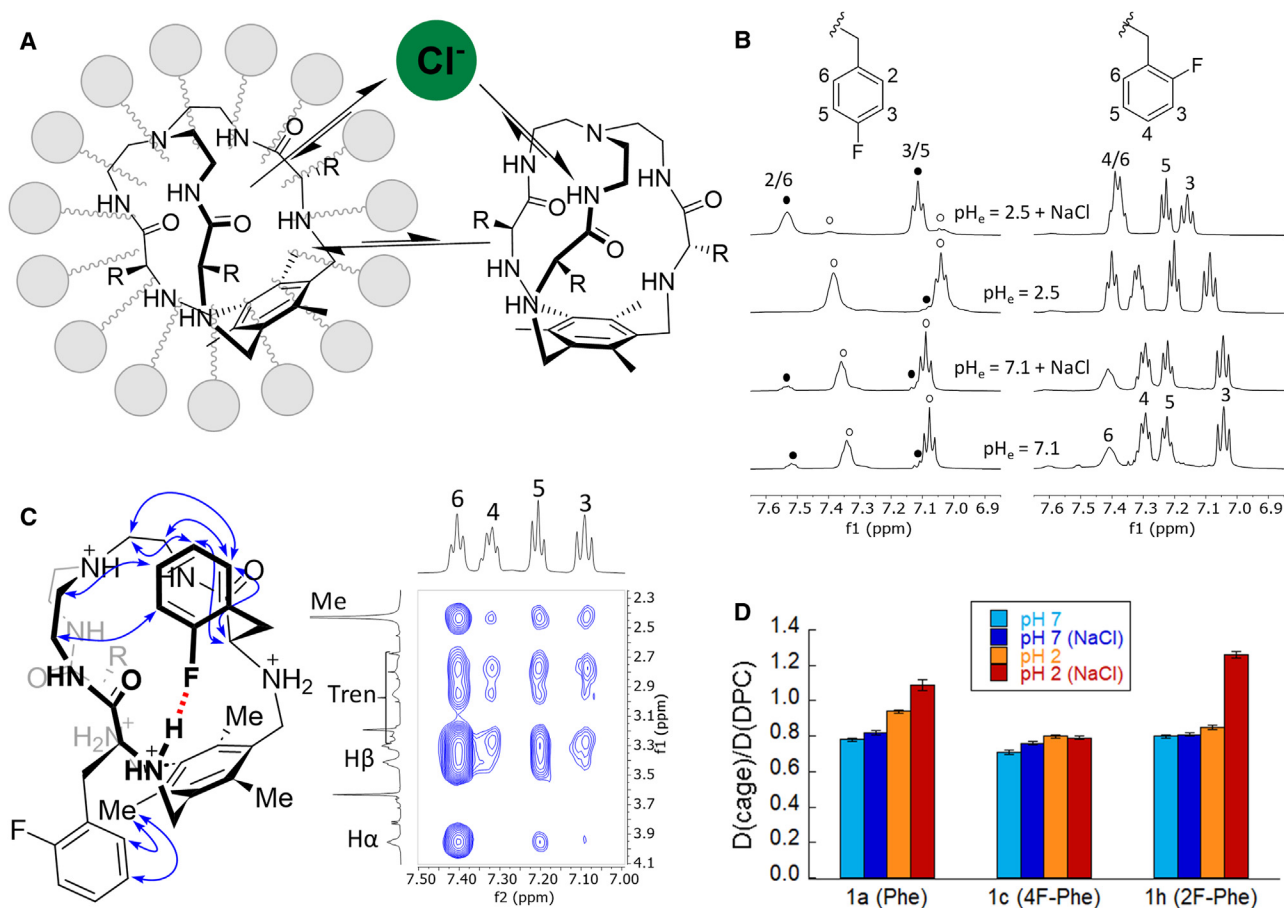 A
Cl-
N
HN
O
R
HN
NH
O
O
R
R
NH
HN
HN
N
HN
NH
NH
O
O
O
R
R
R
HN
HN
HN
B
6
2
5
3
F
6
F
5
3
4
2/6
3/5
4/6
5
3
pHe = 2.5 + NaCl
pHe = 2.5
pHe = 7.1 + NaCl
4
5
3
6
pHe = 7.1
7.6 7.5 7.4 7.3 7.2 7.1 7.0 6.9
f1 (ppm)
7.6 7.5 7.4 7.3 7.2 7.1 7.0 6.9
f1 (ppm)
C
+
NH
HN
O
NH
R
O
HN
O
F
+
NH2
H
H2N+
+
HN
Me
Me
Me
F
6
4
5
3
Me
Tren
Hβ
Hα
2.3
2.5
2.7
2.9
3.1
3.3
3.5
3.7
3.9
4.1
f1 (ppm)
7.50 7.40 7.30 7.20 7.10 7.00
f2 (ppm)
D
D(cage)/D(DPC)
1.4
1.2
1.0
0.8
0.6
0.4
0.2
0.0
pH 7
pH 7 (NaCl)
pH 2
pH 2 (NaCl)
1a (Phe)
1c (4F-Phe)
1h (2F-Phe)